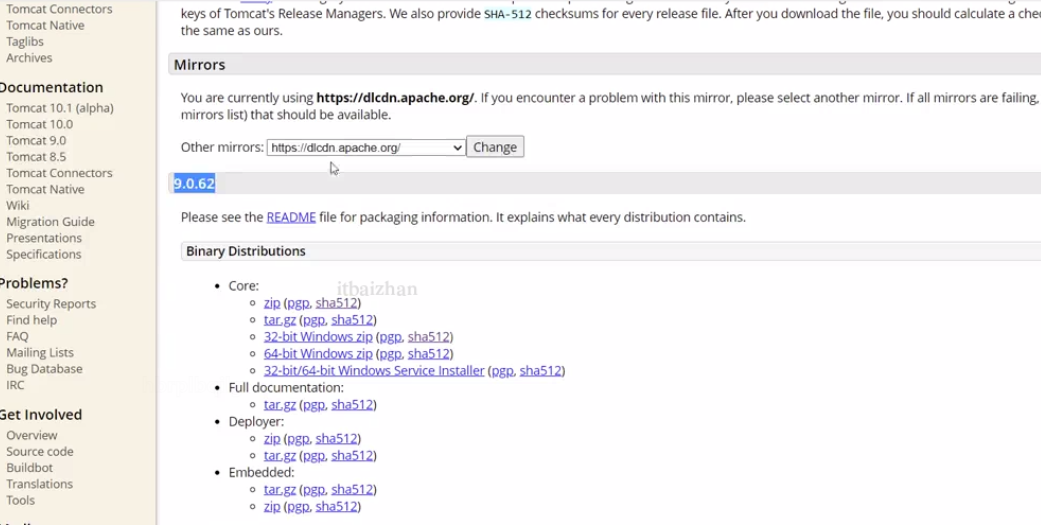 Tomcat Connectors
Tomcat Native
Taglibs
Archives
Documentation
Tomcat 10.1 (alpha)
Tomcat 10.0
Tomcat 9.0
Tomcat 8.5
Tomcat Connectors
Tomcat Native
Wiki
Migration Guide
Presentations
Specifications
Problems?
Security Reports
Find help
FAQ
Mailing Lists
Bug Database
IRC
Get Involved
Overview
Source code
Buildbot
Translations
Tools
keys of Tomcat's Release Managers. We also provide SHA-512 checksums for every release file. After you download the file, you should calculate a che
the same as ours.
Mirrors
You are currently using https://dlcdn.apache.org/. If you encounter a problem with this mirror, please select another mirror. If all mirrors are failing,
mirrors list) that should be available.
Other mirrors: https://dlcdn.apache.org/ Change
9.0.62
Please see the README file for packaging information. It explains what every distribution contains.
Binary Distributions
• Core:
itbaizhan
zip (pgp, sha512)
tar.gz (pgp, sha512)
32-bit Windows zip (pgp, sha512)
64-bit Windows zip (pgp, sha512)
32-bit/64-bit Windows Service Installer (pgp, sha512)
• Full documentation:
tar.gz (pgp, sha512)
• Deployer:
zip (pgp, sha512)
tar.gz (pgp, sha512)
• Embedded:
tar.gz (pgp, sha512)
zip (pgp, sha512)